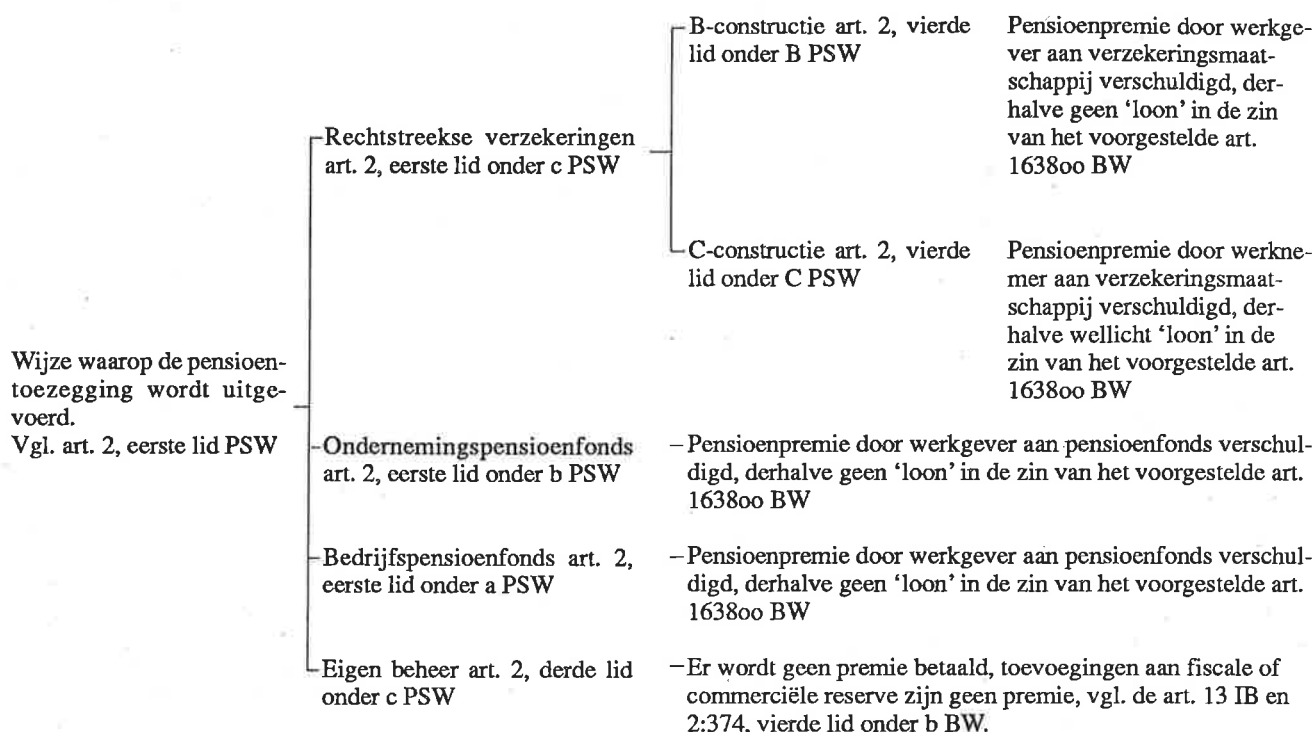 B-constructie art. 2, vierde
lid onder B PSW
Pensioenpremie door werkge-
ver aan verzekeringsmaat-
schappij verschuldigd, der-
halve geen ‘loon’ in de zin
van het voorgestelde art.
1638oo BW
Rechtstreekse verzekeringen
art. 2, eerste lid onder c PSW
C-constructie art. 2, vierde
lid onder C PSW
Pensioenpremie door werkne-
mer aan verzekeringsmaat-
schappij verschuldigd, der-
halve wellicht ‘loon’ in de
zin van het voorgestelde art.
1638oo BW
Wijze waarop de pensioen-
toezegging wordt uitge-
voerd.
Vgl. art. 2, eerste lid PSW
Ondernemingspensioenfonds
art. 2, eerste lid onder b PSW
Pensioenpremie door werkgever aan pensioenfonds verschul-
digd, derhalve geen ‘loon’ in de zin van het voorgestelde art.
1638oo BW
Bedrijfspensioenfonds art. 2,
eerste lid onder a PSW
Pensioenpremie door werkgever aan pensioenfonds verschul-
digd, derhalve geen ‘loon’ in de zin van het voorgestelde art.
1638oo BW
Eigen beheer art. 2, derde lid
onder c PSW
Er wordt geen premie betaald, toevoegingen aan fiscale of
commerciële reserve zijn geen premie, vgl. de art. 13 IB en
2:374, vierde lid onder b BW.